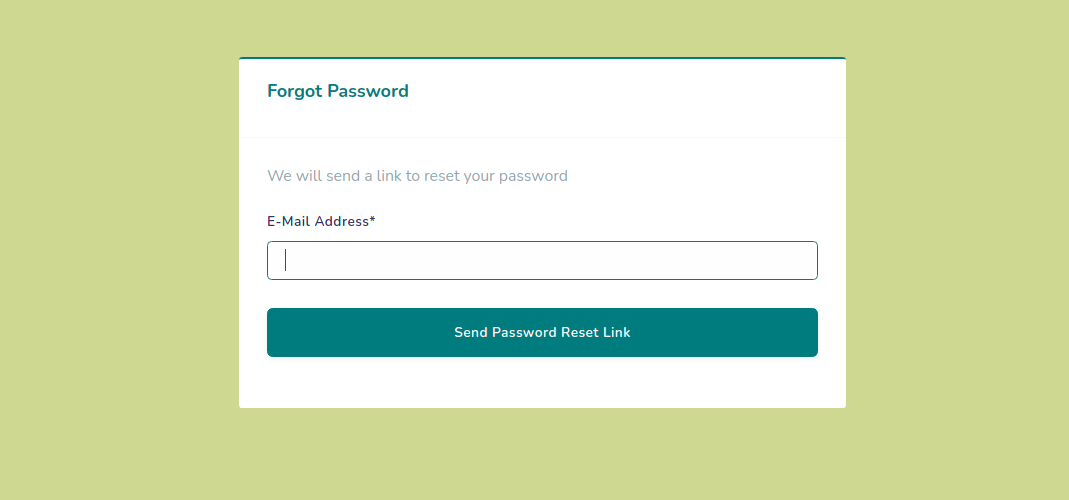 Forgot Password
We will send a link to reset your password
E-Mail Address*
Send Password Reset Link